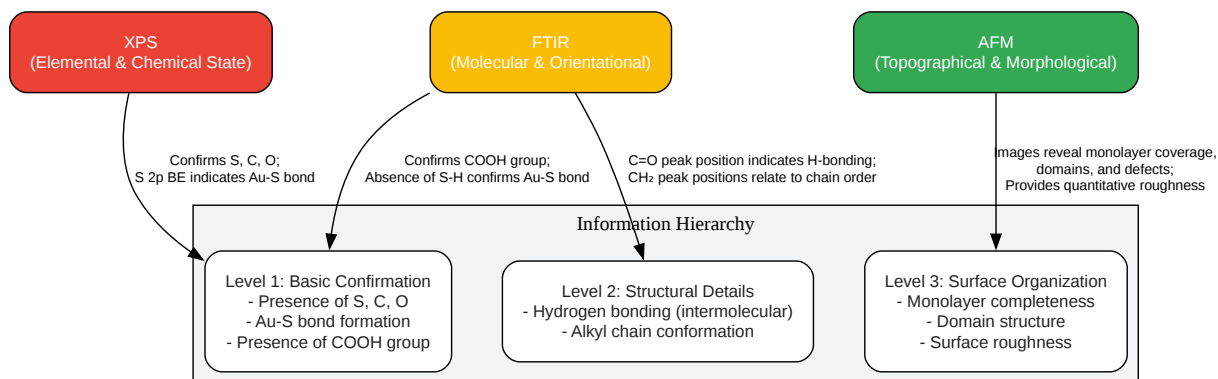 XPS
(Elemental & Chemical State)
FTIR
(Molecular & Orientational)
AFM
(Topographical & Morphological)
Confirms S, C, O;
S 2p BE indicates Au-S bond
Confirms COOH group;
Absence of S-H confirms Au-S bond
C=O peak position indicates H-bonding;
CH₂ peak positions relate to chain order
Images reveal monolayer coverage,
domains, and defects;
Provides quantitative roughness
Information Hierarchy
Level 1: Basic Confirmation
- Presence of S, C, O
- Au-S bond formation
- Presence of COOH group
Level 2: Structural Details
- Hydrogen bonding (intermolecular)
- Alkyl chain conformation
Level 3: Surface Organization
- Monolayer completeness
- Domain structure
- Surface roughness